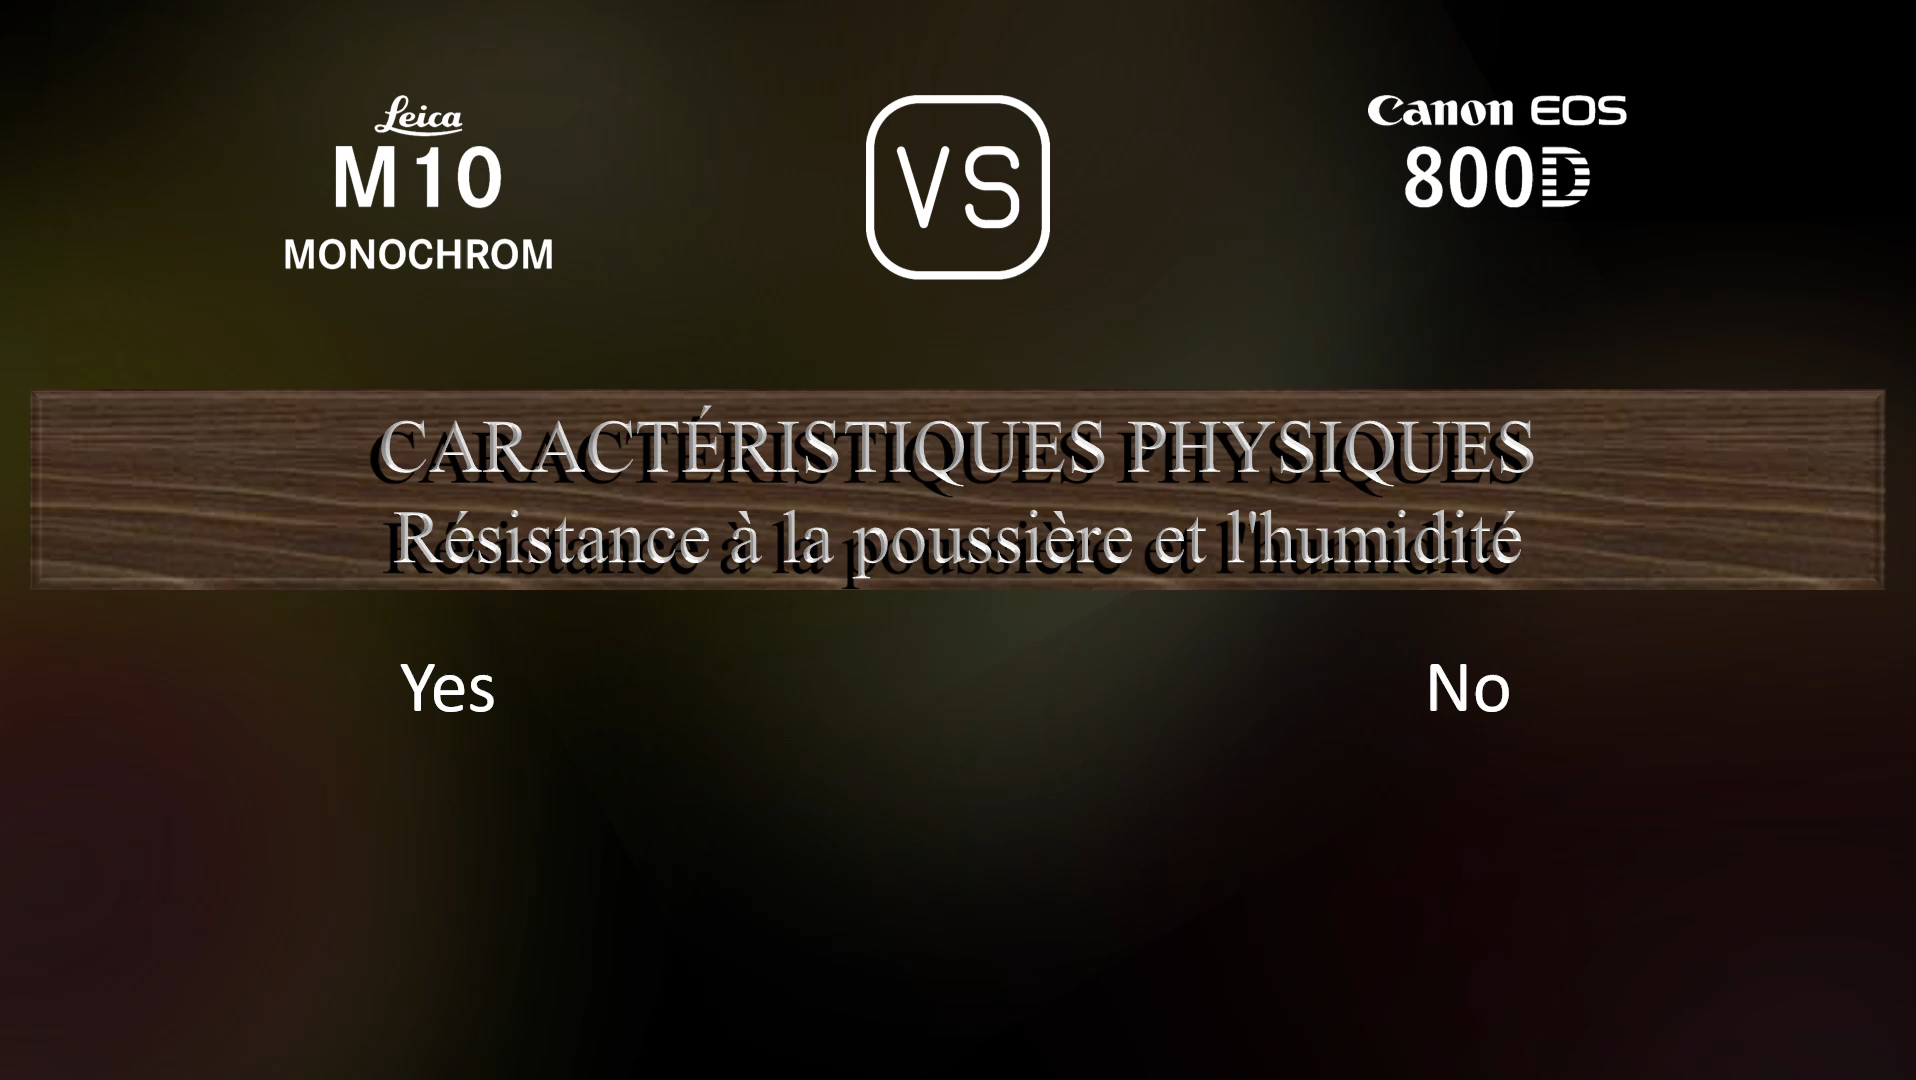 Leica
M10
MONOCHROM
VS
Canon EOS
800D
CARACTÉRISTIQUES PHYSIQUES
Résistance à la poussière et l'humidité
Yes
No